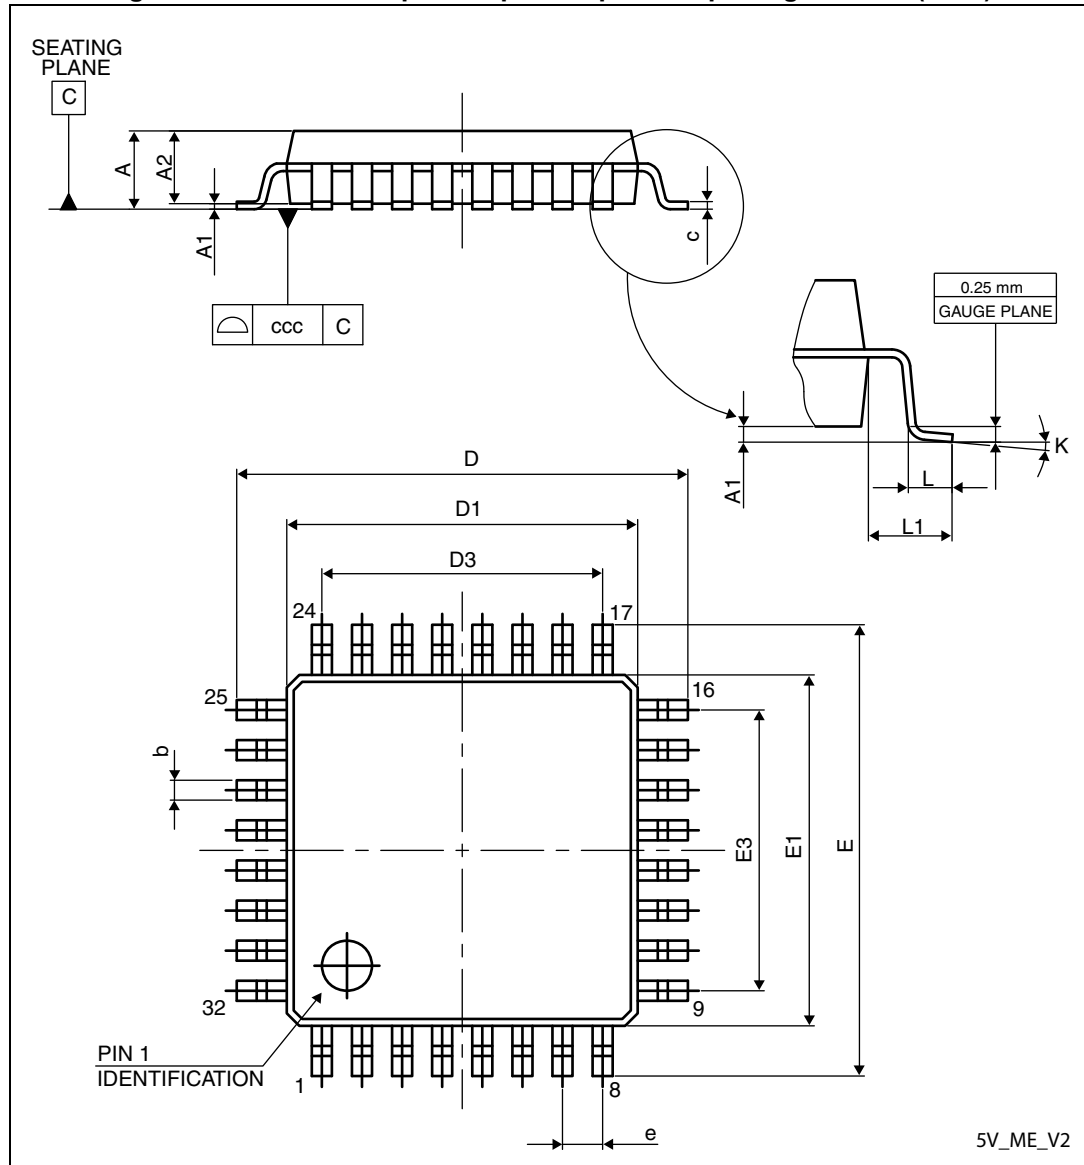 SEATING
PLANE
C
A
A2
A1
c
ccc
C
0.25 mm
GAUGE PLANE
A1
K
L
L1
D
D1
D3
24
17
25
16
b
E3
E1
E
32
9
PIN 1
IDENTIFICATION
1
8
e
5V_ME_V2